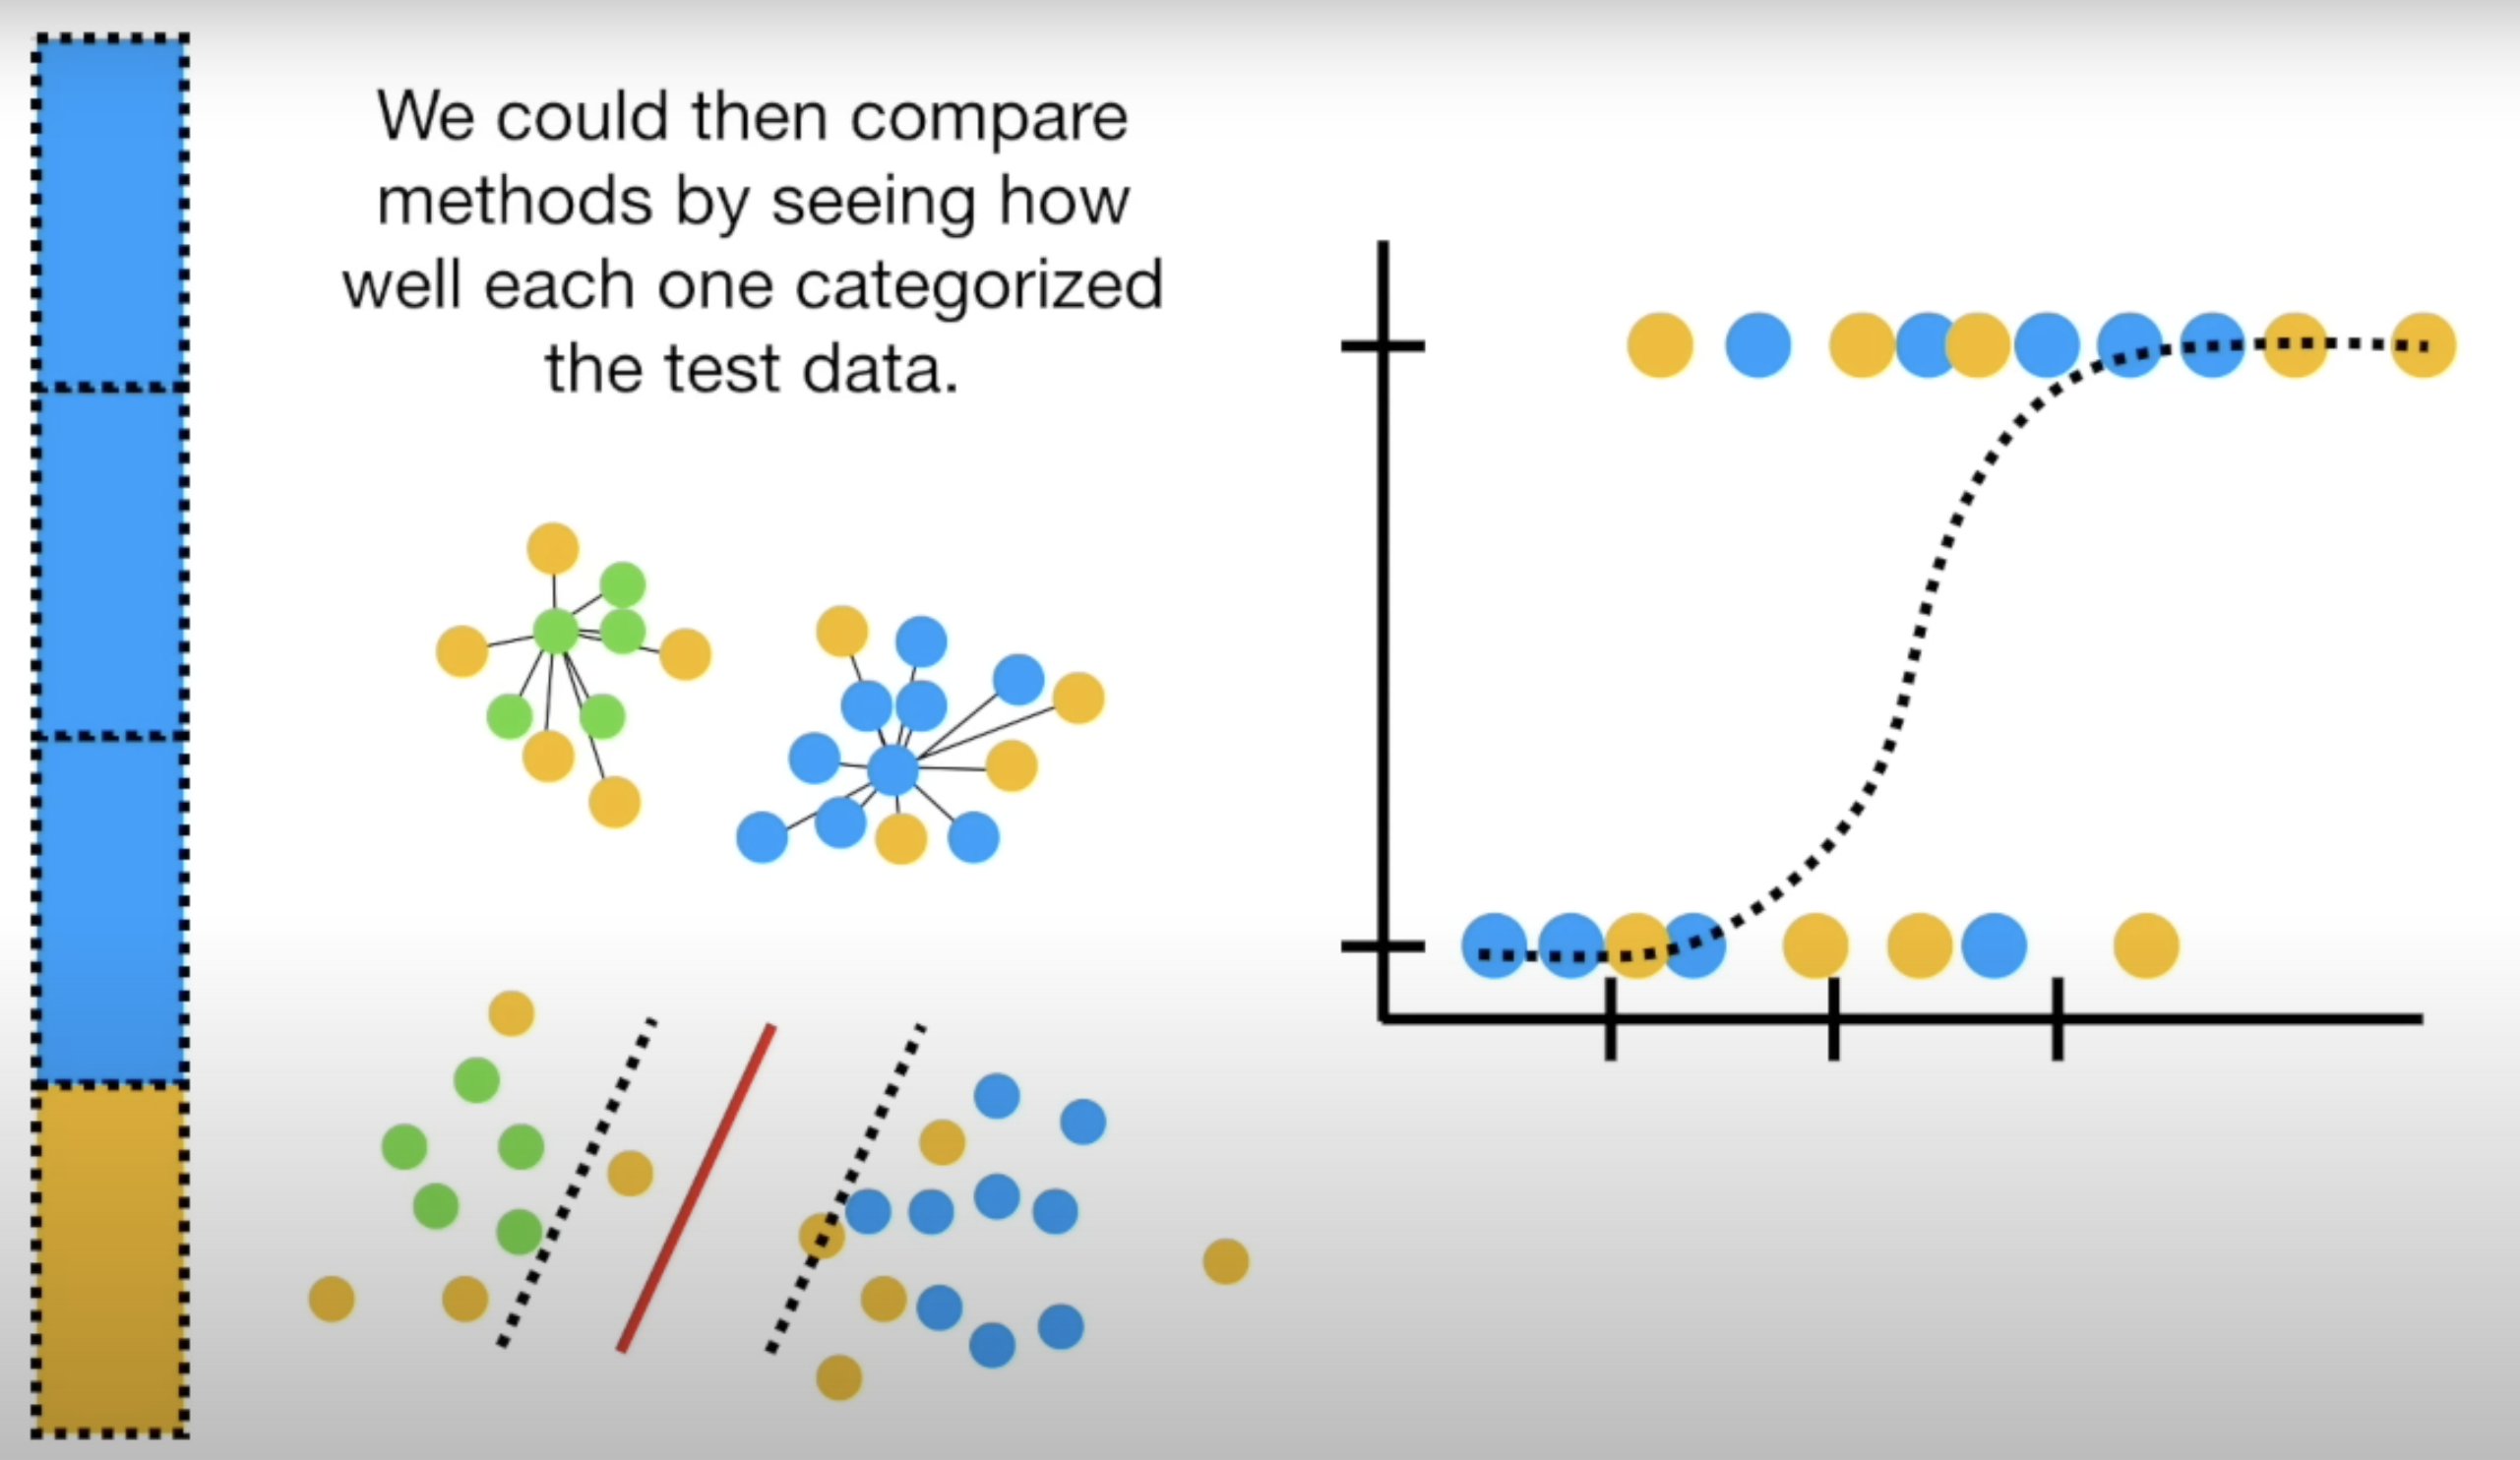 We could then compare
methods by seeing how
well each one categorized
the test data.